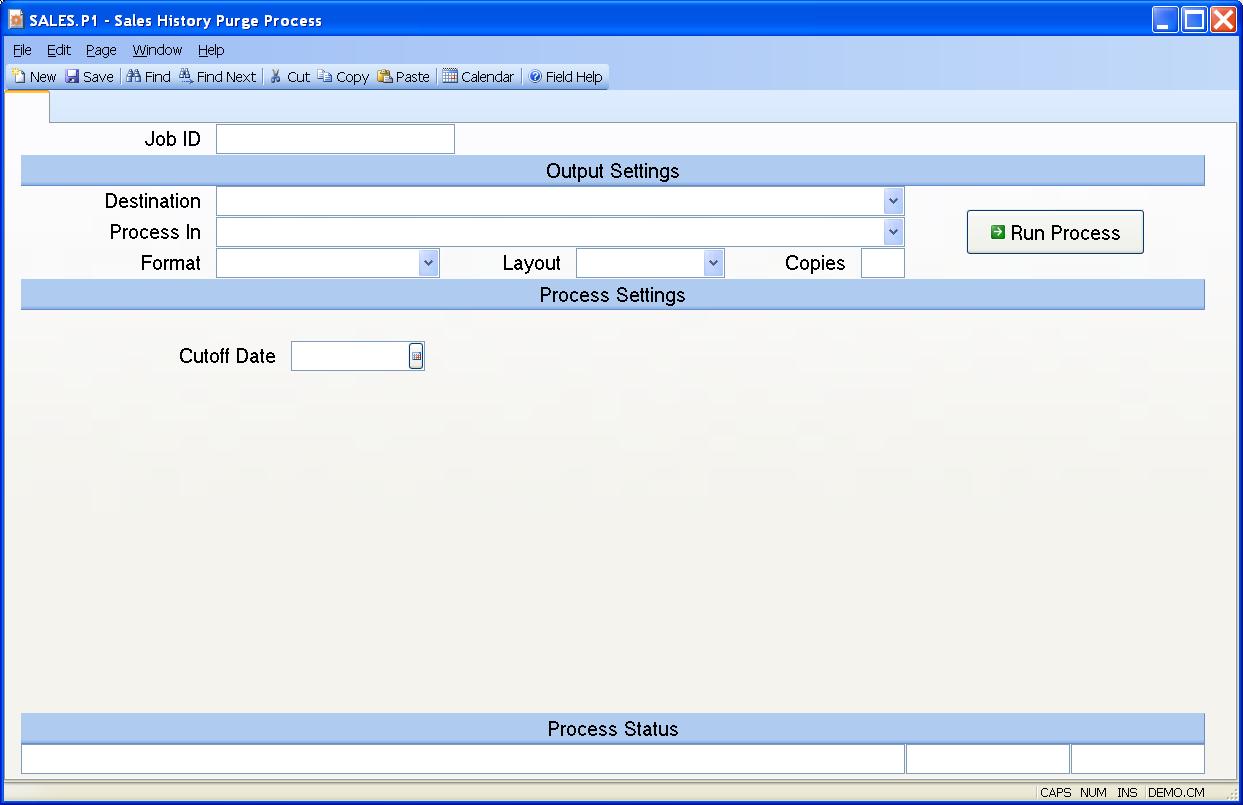 SALES.P1 - Sales History Purge Process
File Edit Page Window Help
New Save Find Find Next Cut Copy Paste Calendar Field Help
Job ID
Output Settings
Destination
Process In
Run Process
Format Layout Copies
Process Settings
Cutoff Date
Process Status
CAPS NUM INS DEMO.CM